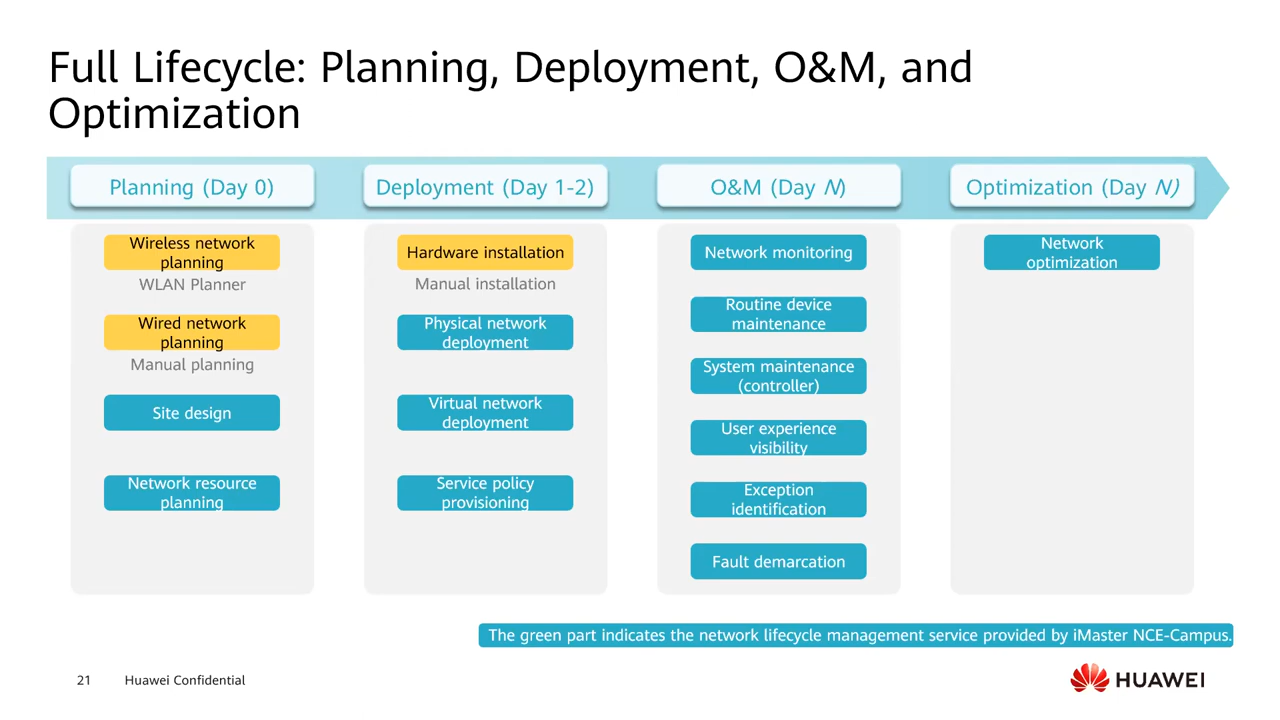 Full Lifecycle: Planning, Deployment, O&M, and
Optimization
Planning (Day 0)
Deployment (Day 1-2)
O&M (Day N)
Optimization (Day N)
Wireless network
planning
WLAN Planner
Wired network
planning
Manual planning
Site design
Network resource
planning
Hardware installation
Manual installation
Physical network
deployment
Virtual network
deployment
Service policy
provisioning
Network monitoring
Routine device
maintenance
System maintenance
(controller)
User experience
visibility
Exception
identification
Fault demarcation
Network
optimization
The green part indicates the network lifecycle management service provided by iMaster NCE-Campus.
21
Huawei Confidential
HUAWEI